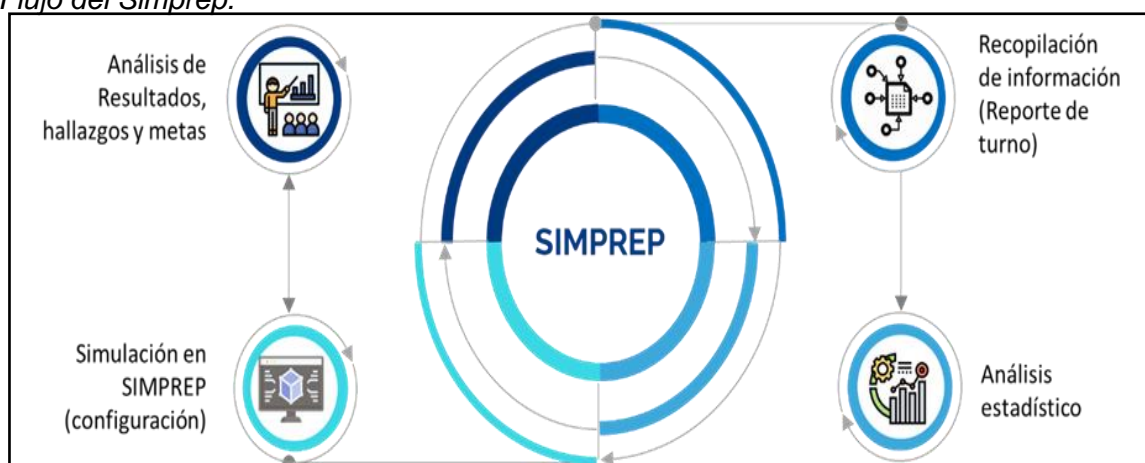 Flujo del Simprep.
Análisis de
Resultados,
hallazgos y metas
Recopilación
de información
(Reporte de
turno)
SIMPREP
Simulación en
SIMPREP
(configuración)
Análisis
estadístico